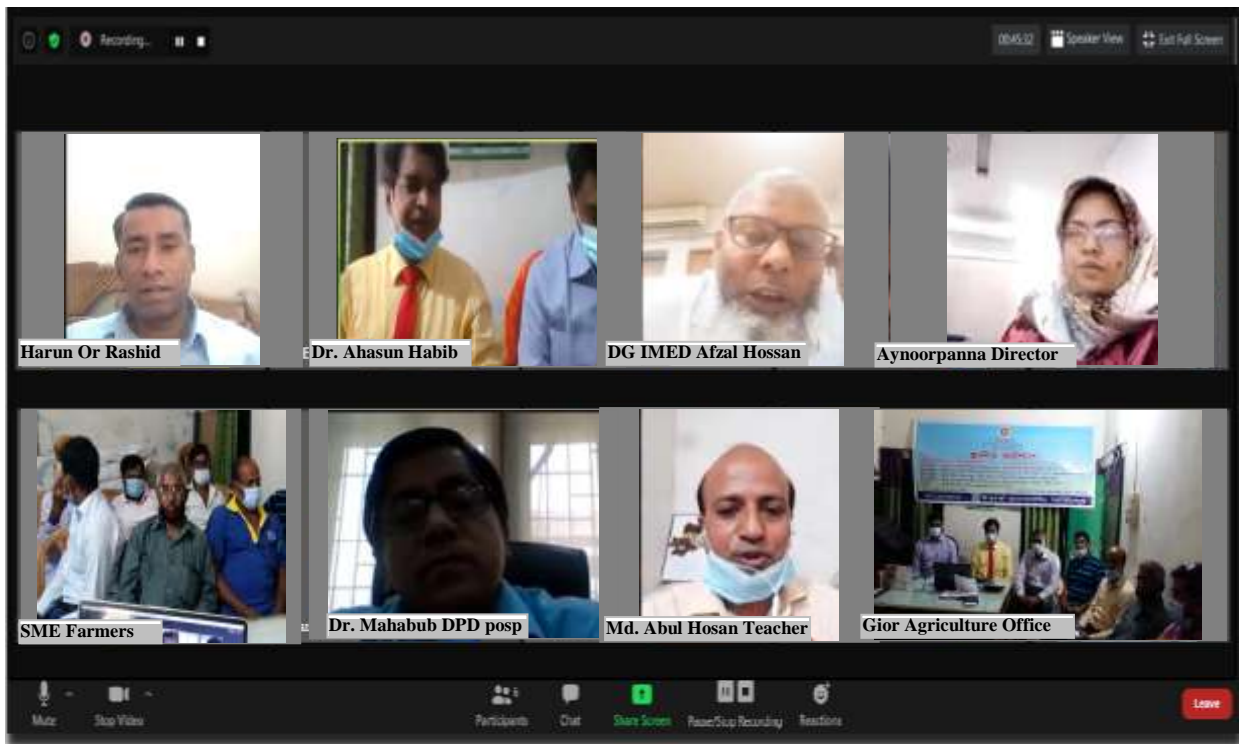 Recording...
00:45:32
Speaker View
Exit Full Screen
Harun Or Rashid
Dr. Ahasun Habib
DG IMED Afzal Hossan
Aynoorpanna Director
SME Farmers
Dr. Mahabub DPD posp
Md. Abul Hosan Teacher
Gior Agriculture Office
Mute
Stop Video
Participants
Chat
Share Screen
Pause/Stop Recording
Reactions
Leave